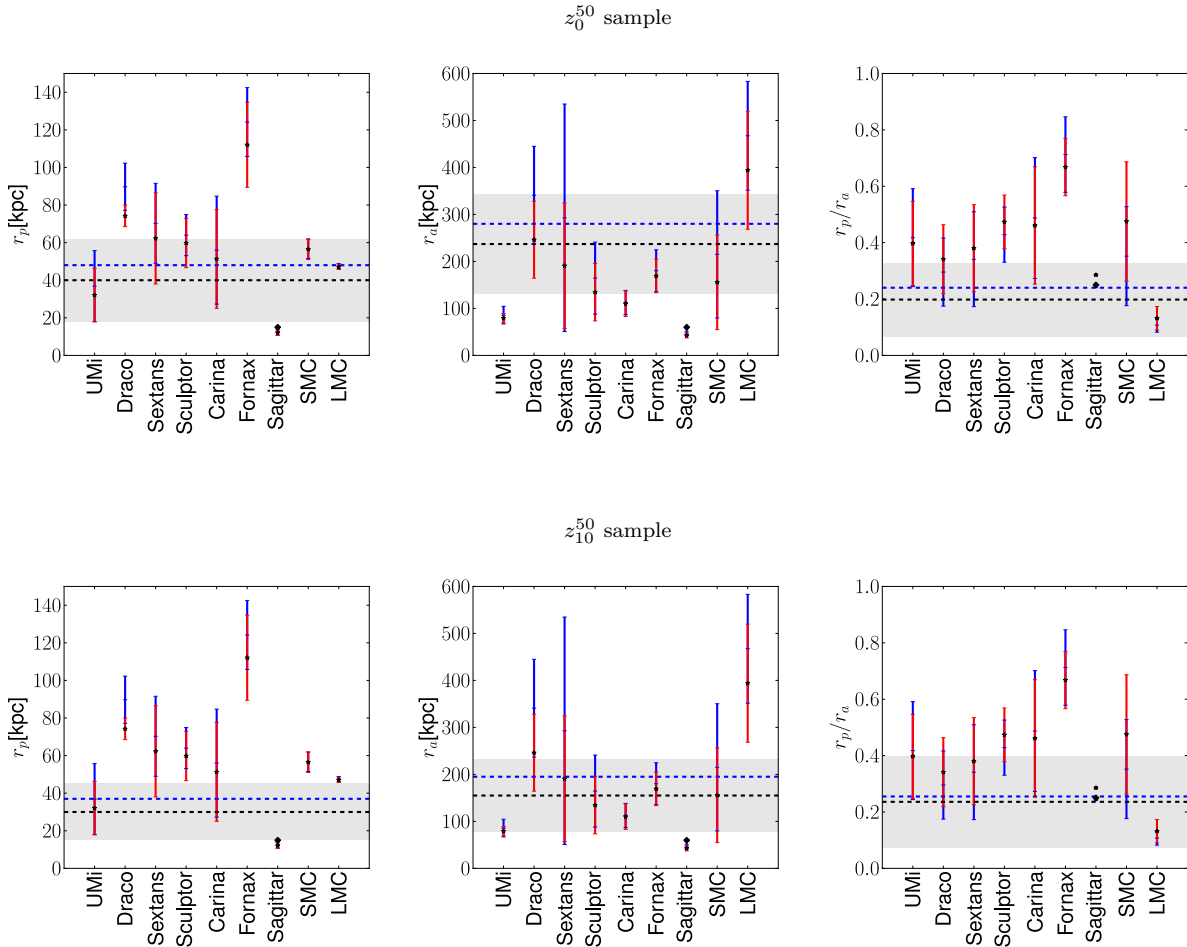 z_0^50 sample
r_p[kpc]
140
120
100
80
60
40
20
0
UMi
Draco
Sextans
Sculptor
Carina
Fornax
Sagittar
SMC
LMC
r_a[kpc]
600
500
400
300
200
100
0
UMi
Draco
Sextans
Sculptor
Carina
Fornax
Sagittar
SMC
LMC
r_p/r_a
1.0
0.8
0.6
0.4
0.2
0.0
UMi
Draco
Sextans
Sculptor
Carina
Fornax
Sagittar
SMC
LMC
z_10^50 sample
r_p[kpc]
140
120
100
80
60
40
20
0
UMi
Draco
Sextans
Sculptor
Carina
Fornax
Sagittar
SMC
LMC
r_a[kpc]
600
500
400
300
200
100
0
UMi
Draco
Sextans
Sculptor
Carina
Fornax
Sagittar
SMC
LMC
r_p/r_a
1.0
0.8
0.6
0.4
0.2
0.0
UMi
Draco
Sextans
Sculptor
Carina
Fornax
Sagittar
SMC
LMC